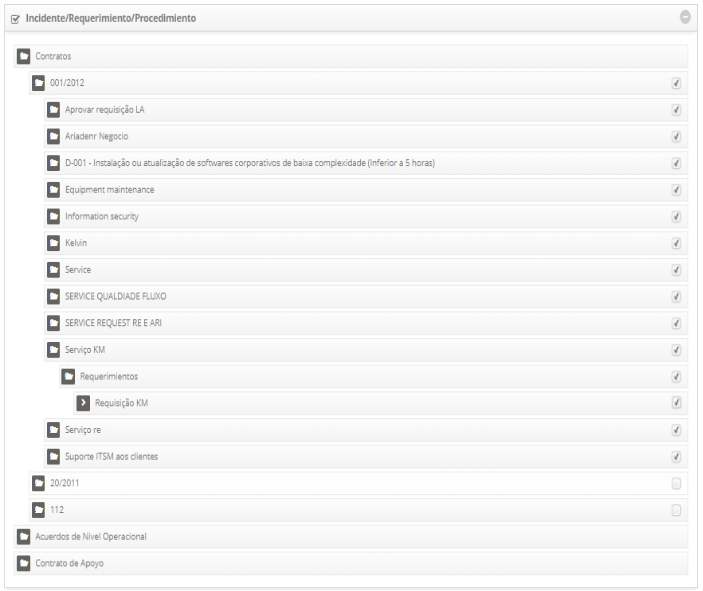 Incidente/Requerimiento/Procedimiento
Contratos
001/2012
Aprovar requisição LA
Ariadenr Negocio
D-001 - Instalação ou atualização de softwares corporativos de baixa complexidade (Inferior a 5 horas)
Equipment maintenance
Information security
Kelvin
Service
SERVICE QUALDIADE FLUXO
SERVICE REQUEST RE E ARI
Serviço KM
Requerimientos
Requisição KM
Serviço re
Suporte ITSM aos clientes
20/2011
112
Acuerdos de Nivel Operacional
Contrato de Apoyo